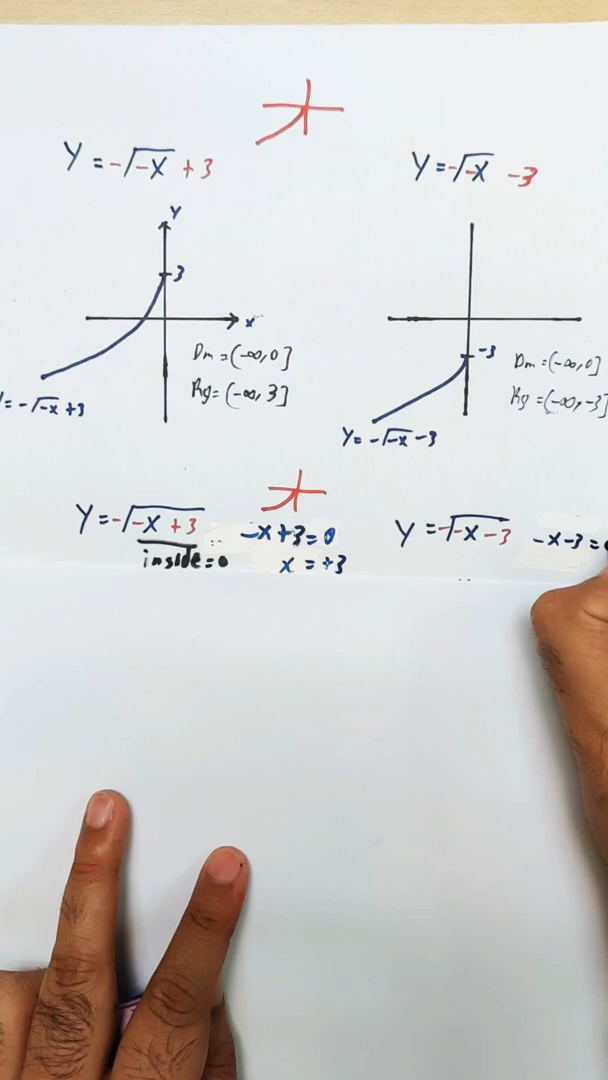 Y = -√-x + 3
Y = -√-x - 3
Y
3
x
Dm = (-∞, 0]
Rg = (-∞, 3]
= -√-x + 3
-3
Dm = (-∞, 0]
Rg = (-∞, -3]
Y = -√-x - 3
Y = -√-x + 3
inside = 0
-x + 3 = 0
x = +3
Y = -√-x - 3
-x - 3 =